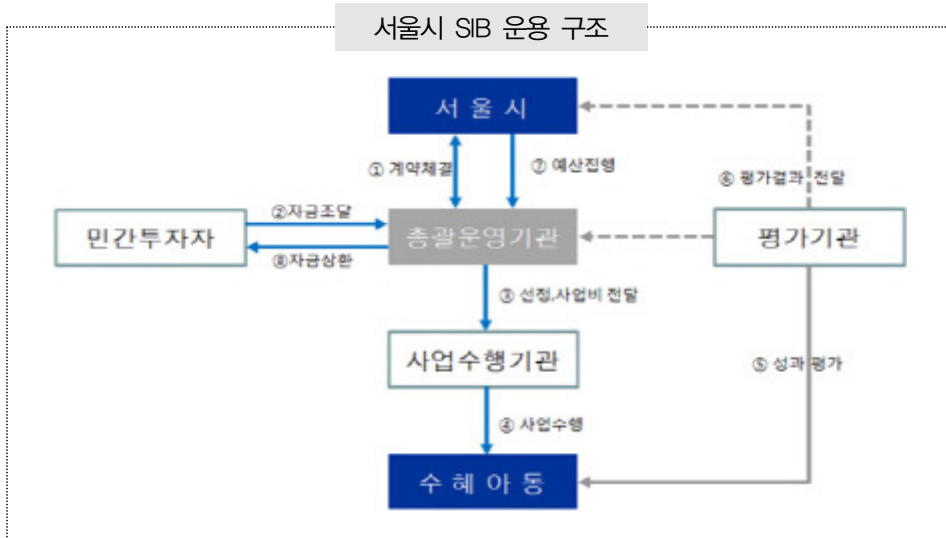 서울시 SIB 운용 구조
서 울 시
① 계약체결
⑦ 예산집행
⑥ 평가결과 전달
민간투자자
②자금조달
총괄운영기관
평가기관
⑧자금상환
③ 선정,사업비 전달
사업수행기관
⑤ 성과 평가
④ 사업수행
수 혜 아 동